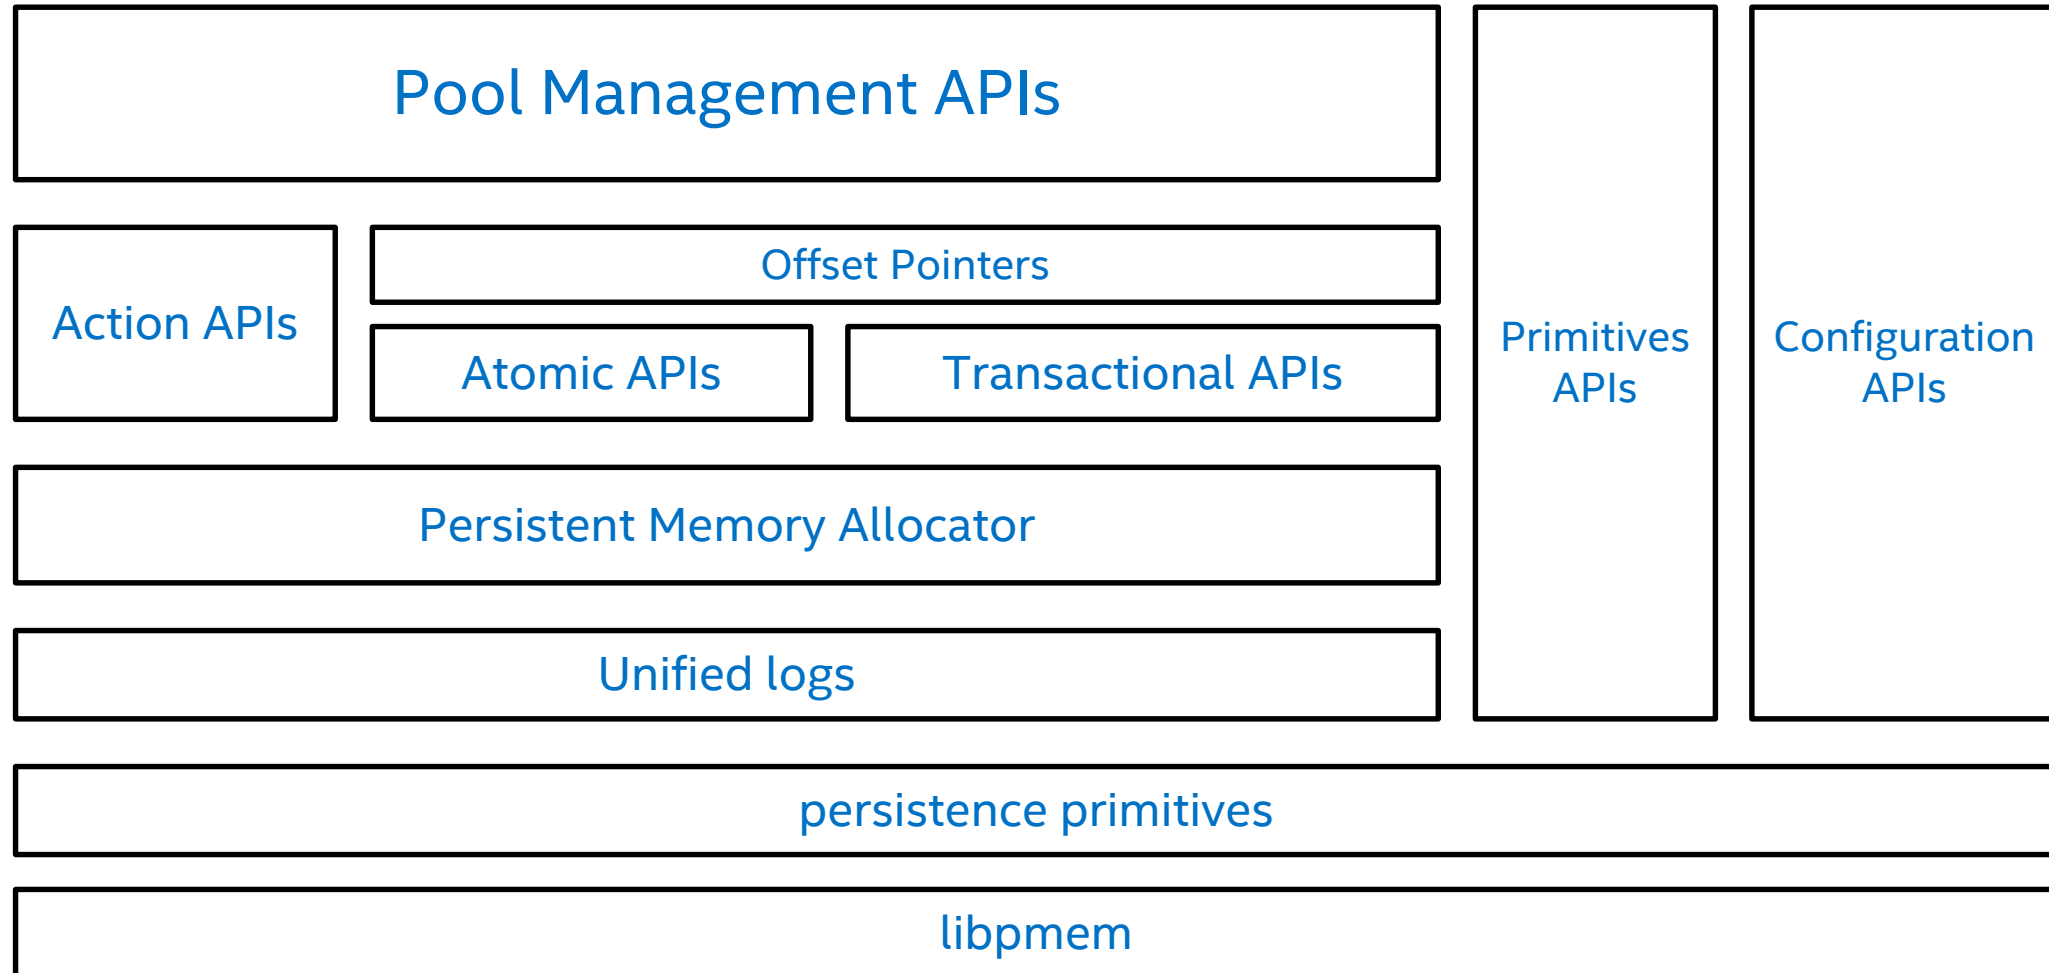 Pool Management APIs
Action APIs
Offset Pointers
Atomic APIs
Transactional APIs
Primitives
APIs
Configuration
APIs
Persistent Memory Allocator
Unified logs
persistence primitives
libpmem